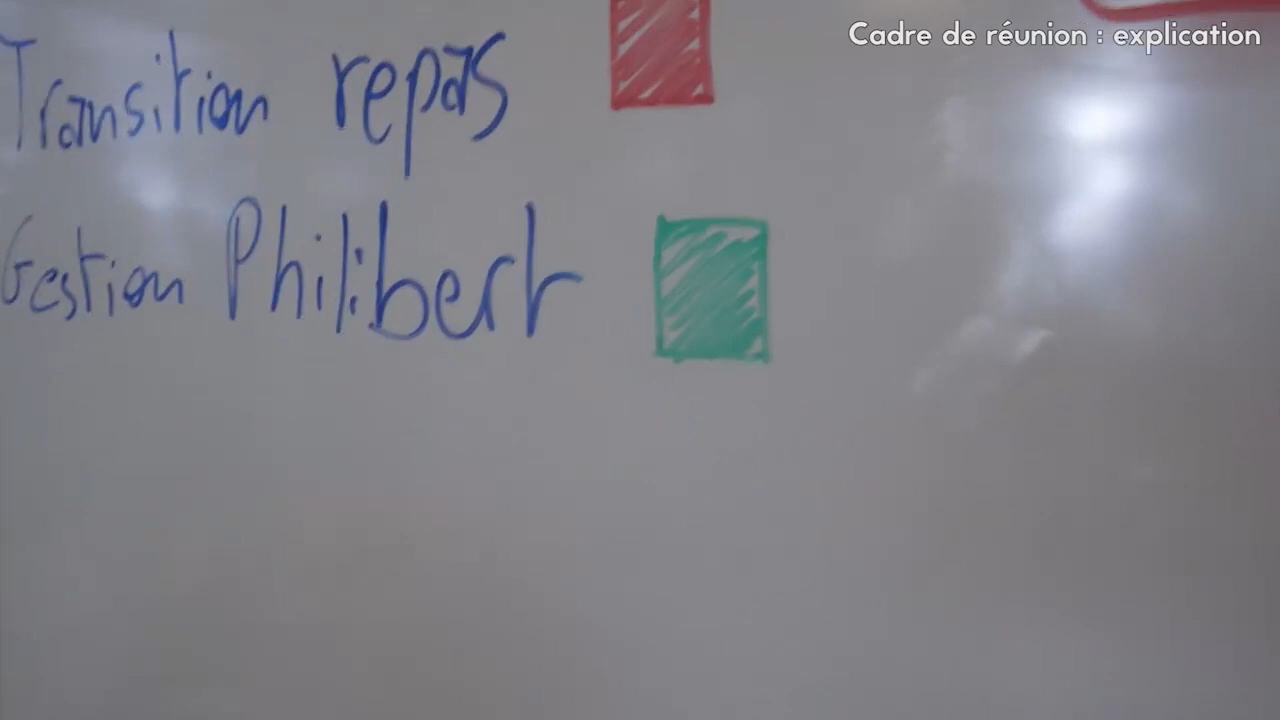 Cadre de réunion : explication
Transition repas
Gestion Philibert